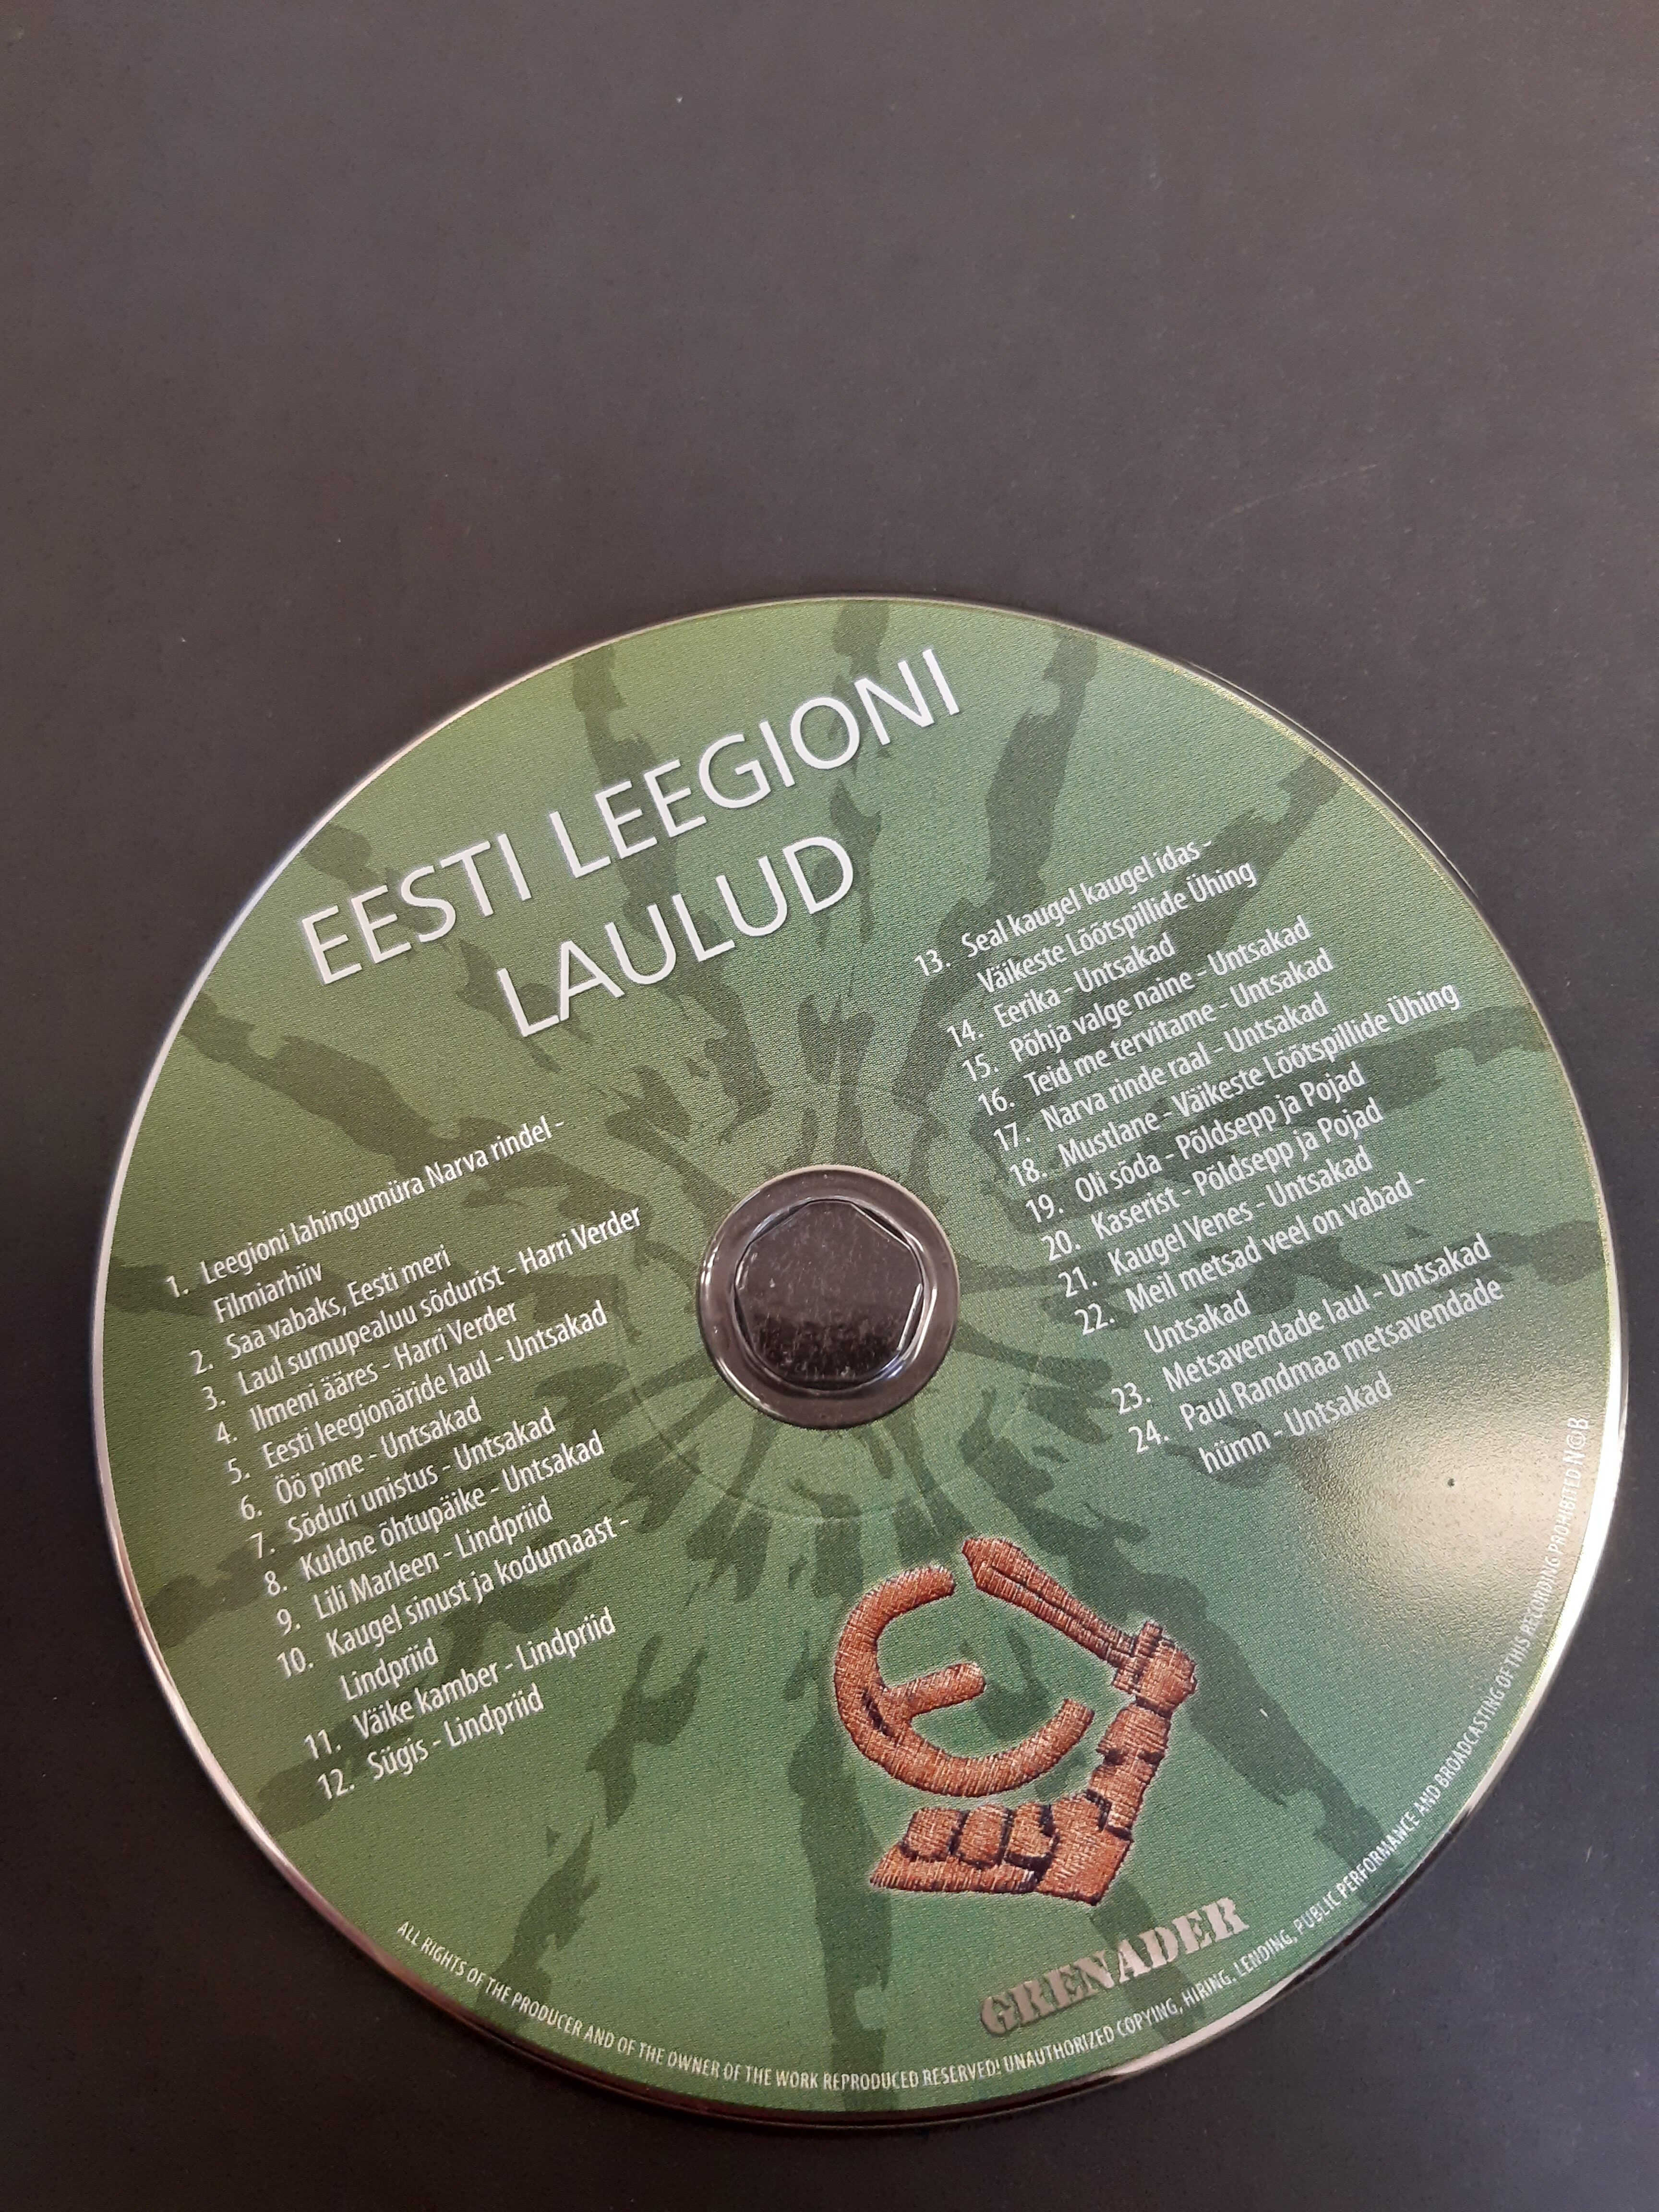 EESTI LEEGIONI
LAULUD
1. Leegioni lahingumüra Narva rindel -
Filmiarhiiv
2. Saa vabaks, Eesti meri
3. Laul surnupealuu sõdurist - Harri Verder
4. Ilmeni ääres - Harri Verder
5. Eesti leegionäride laul - Untsakad
6. Öö pime - Untsakad
7. Sõduri unistus - Untsakad
8. Kuldne õhtupäike - Untsakad
9. Lili Marleen - Lindpriid
10. Kaugel sinust ja kodumaast -
Lindpriid
11. Väike kamber - Lindpriid
12. Sügis - Lindpriid
13. Seal kaugel kaugel idas -
Väikeste Lõõtspillide Ühing
14. Eerika - Untsakad
15. Põhja valge naine - Untsakad
16. Teid me tervitame - Untsakad
17. Narva rinde raal - Untsakad
18. Mustlane - Väikeste Lõõtspillide Ühing
19. Oli sõda - Põldsepp ja Pojad
20. Kaserist - Põldsepp ja Pojad
21. Kaugel Venes - Untsakad
22. Meil metsad veel on vabad -
Untsakad
23. Metsavendade laul - Untsakad
24. Paul Randmaa metsavendade
hümn - Untsakad
E
GRENADER
ALL RIGHTS OF THE PRODUCER AND OF THE OWNER OF THE WORK REPRODUCED RESERVED! UNAUTHORIZED COPYING, HIRING, LENDING, PUBLIC PERFORMANCE AND BROADCASTING OF THIS RECORDING PROHIBITED N©B